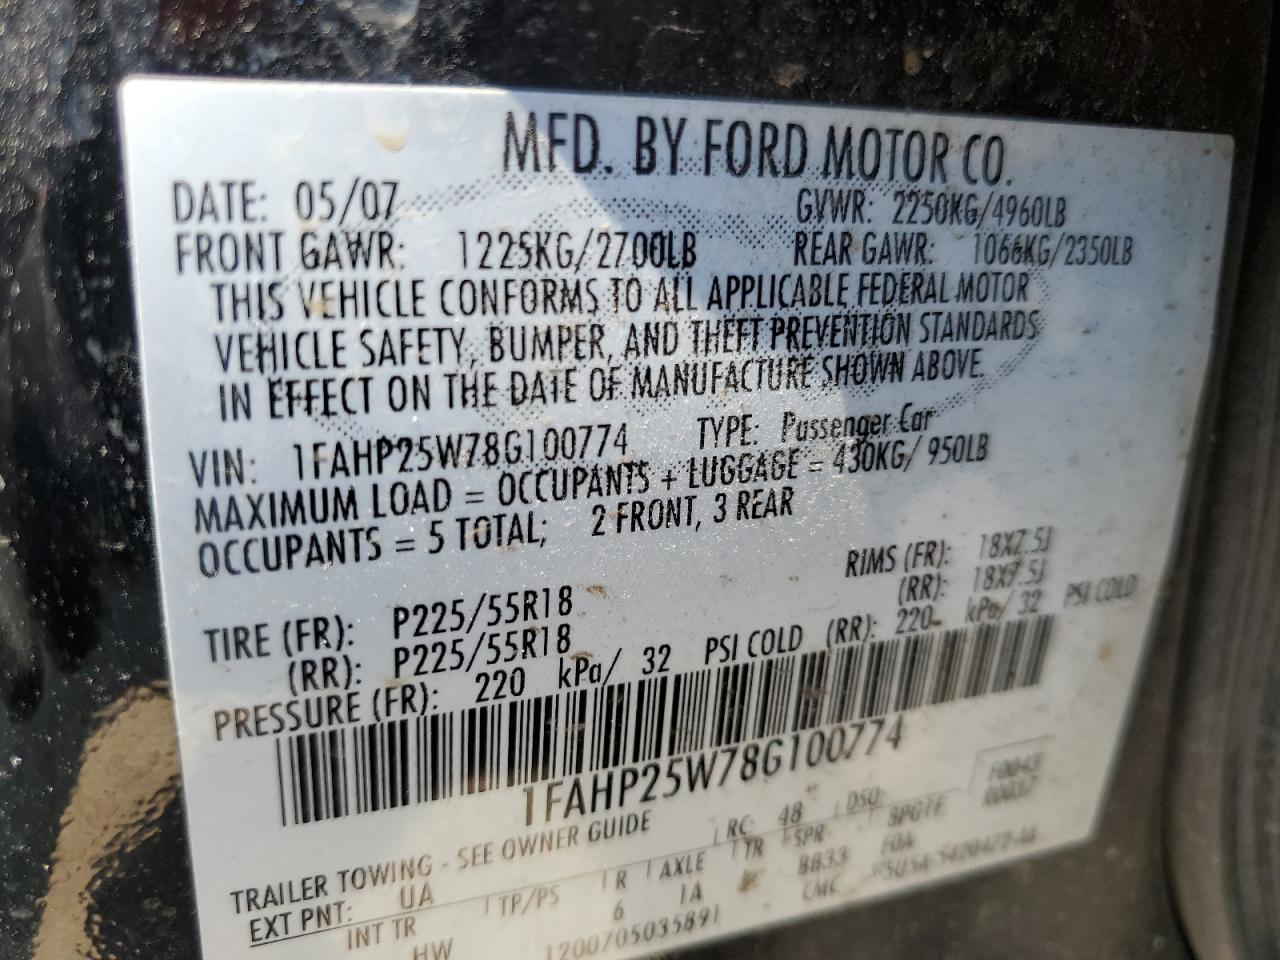 MFD. BY FORD MOTOR CO.
DATE: 05/07 GVWR: 2250KG/4960LB
FRONT GAWR: 1225KG/2700LB REAR GAWR: 1066KG/2350LB
THIS VEHICLE CONFORMS TO ALL APPLICABLE FEDERAL MOTOR
VEHICLE SAFETY, BUMPER, AND THEFT PREVENTION STANDARDS
IN EFFECT ON THE DATE OF MANUFACTURE SHOWN ABOVE.
VIN: 1FAHP25W78G100774 TYPE: Passenger Car
MAXIMUM LOAD = OCCUPANTS + LUGGAGE = 430KG/ 950LB
OCCUPANTS = 5 TOTAL; 2 FRONT, 3 REAR
TIRE (FR): P225/55R18 RIMS (FR): 18X7.5J
(RR): P225/55R18 (RR): 18X7.5J
PRESSURE (FR): 220 kPa/ 32 PSI COLD (RR): 220 kPa/ 32 PSI COLD
1FAHP25W78G100774
TRAILER TOWING - SEE OWNER GUIDE RC: 48 DSO:
EXT PNT: UA TP/PS R AXLE TR SPR
INT TR 6 1A BB33
HW 1200705035891 CMC